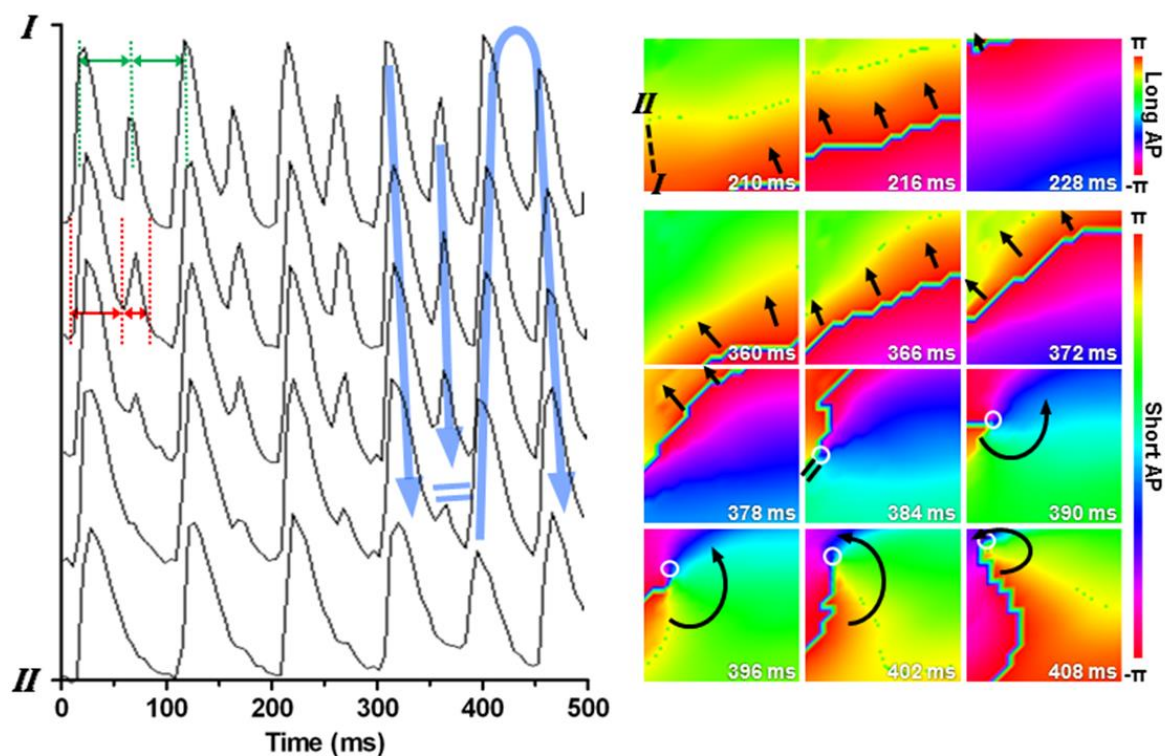 I
II
0 100 200 300 400 500
Time (ms)
II
I
210 ms 216 ms 228 ms
π
Long AP
-π
360 ms 366 ms 372 ms
378 ms 384 ms 390 ms
396 ms 402 ms 408 ms
π
Short AP
-π